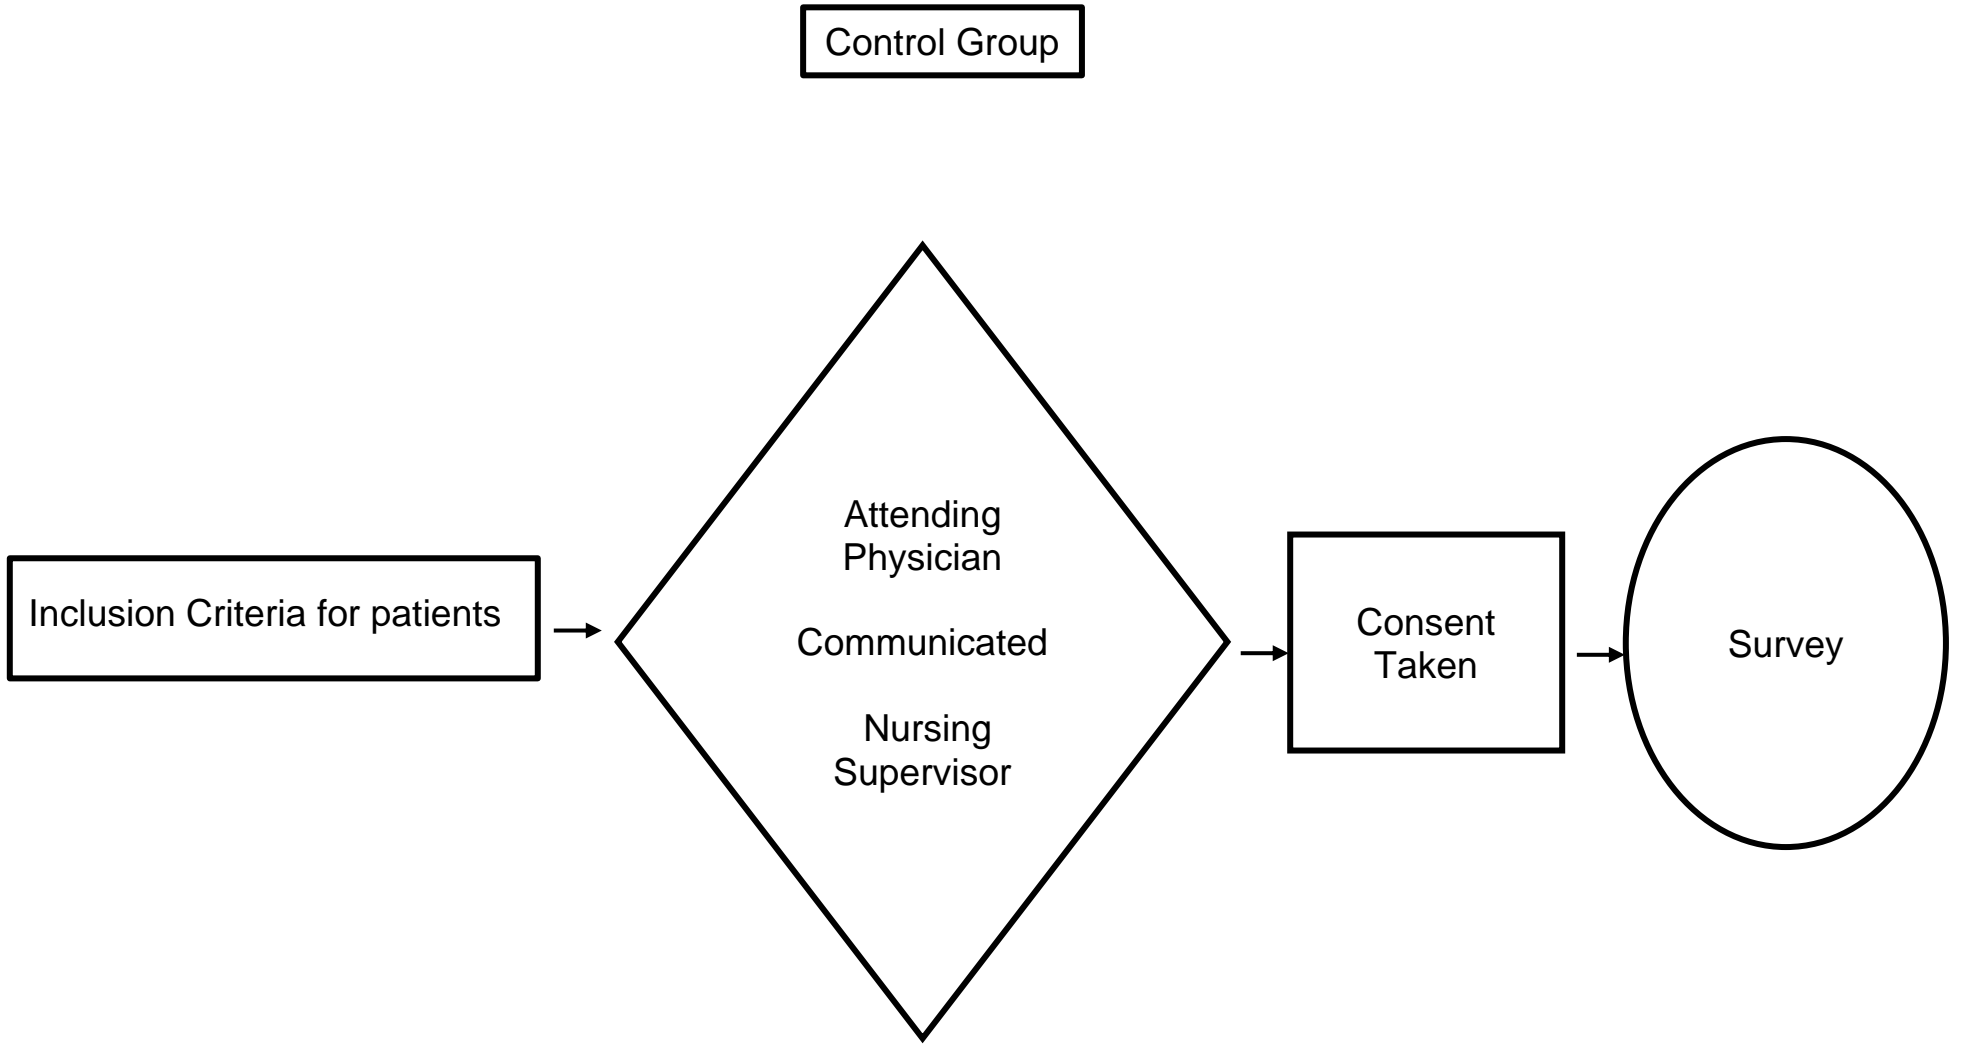 Control Group
Inclusion Criteria for patients
Attending
Physician
Communicated
Nursing
Supervisor
Consent
Taken
Survey